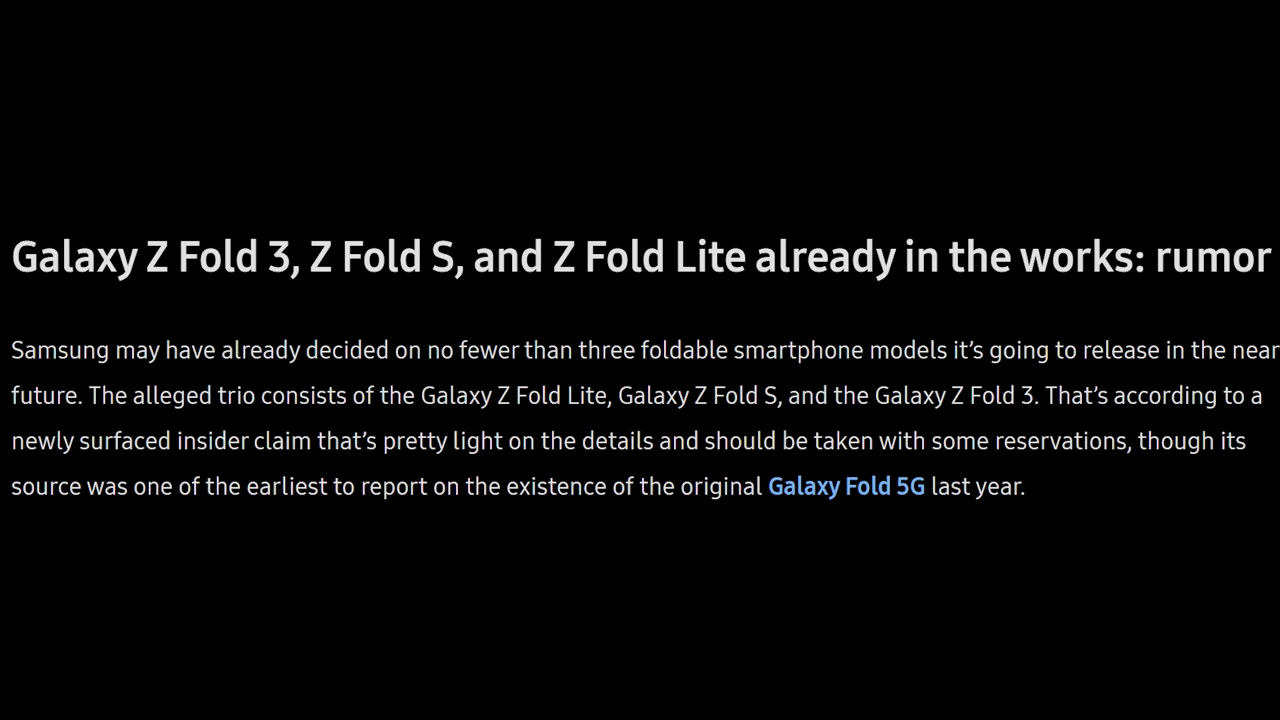 Galaxy Z Fold 3, Z Fold S, and Z Fold Lite already in the works: rumor
Samsung may have already decided on no fewer than three foldable smartphone models it’s going to release in the near
future. The alleged trio consists of the Galaxy Z Fold Lite, Galaxy Z Fold S, and the Galaxy Z Fold 3. That’s according to a
newly surfaced insider claim that’s pretty light on the details and should be taken with some reservations, though its
source was one of the earliest to report on the existence of the original Galaxy Fold 5G last year.